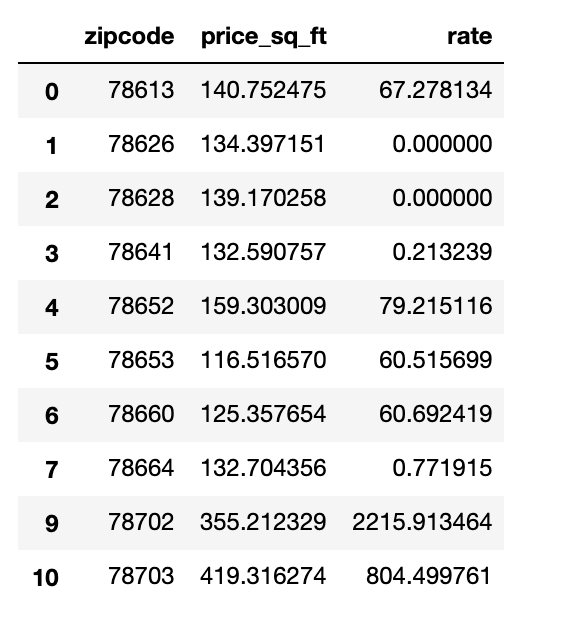 zipcode price_sq_ft rate
0 78613 140.752475 67.278134
1 78626 134.397151 0.000000
2 78628 139.170258 0.000000
3 78641 132.590757 0.213239
4 78652 159.303009 79.215116
5 78653 116.516570 60.515699
6 78660 125.357654 60.692419
7 78664 132.704356 0.771915
9 78702 355.212329 2215.913464
10 78703 419.316274 804.499761